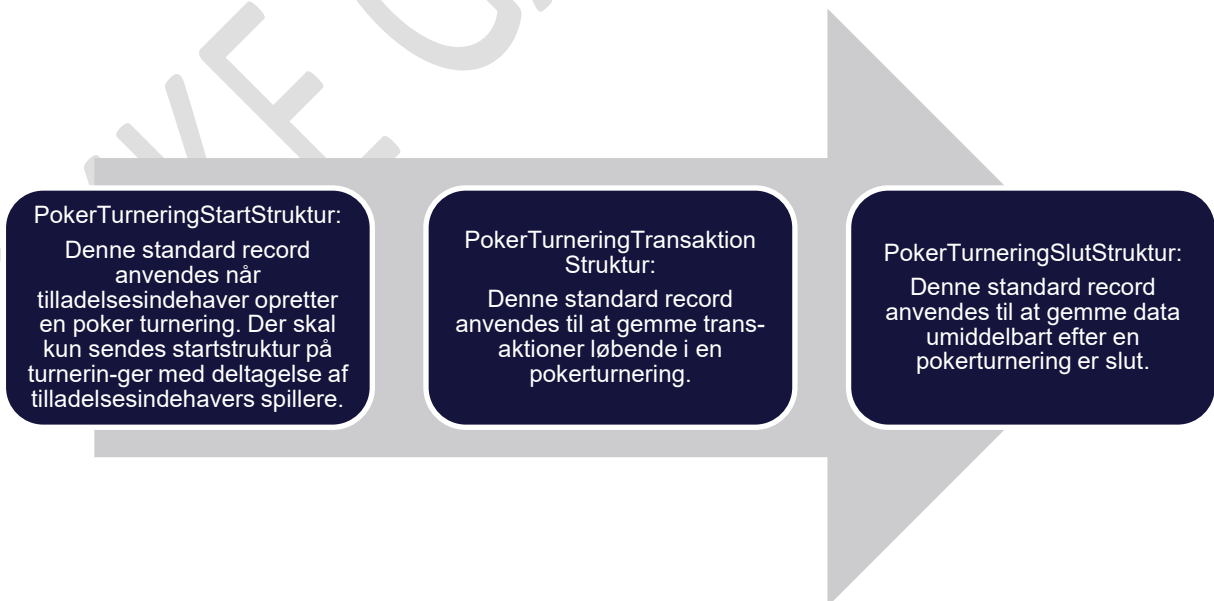 PokerTurneringStartStruktur:
Denne standard record
anvendes når
tilladelsesindehaver opretter
en poker turnering. Der skal
kun sendes startstruktur på
turnerin-ger med deltagelse af
tilladelsesindehavers spillere.
PokerTurneringTransaktion
Struktur:
Denne standard record
anvendes til at gemme trans-
aktioner løbende i en
pokerturnering.
PokerTurneringSlutStruktur:
Denne standard record
anvendes til at gemme data
umiddelbart efter en
pokerturnering er slut.